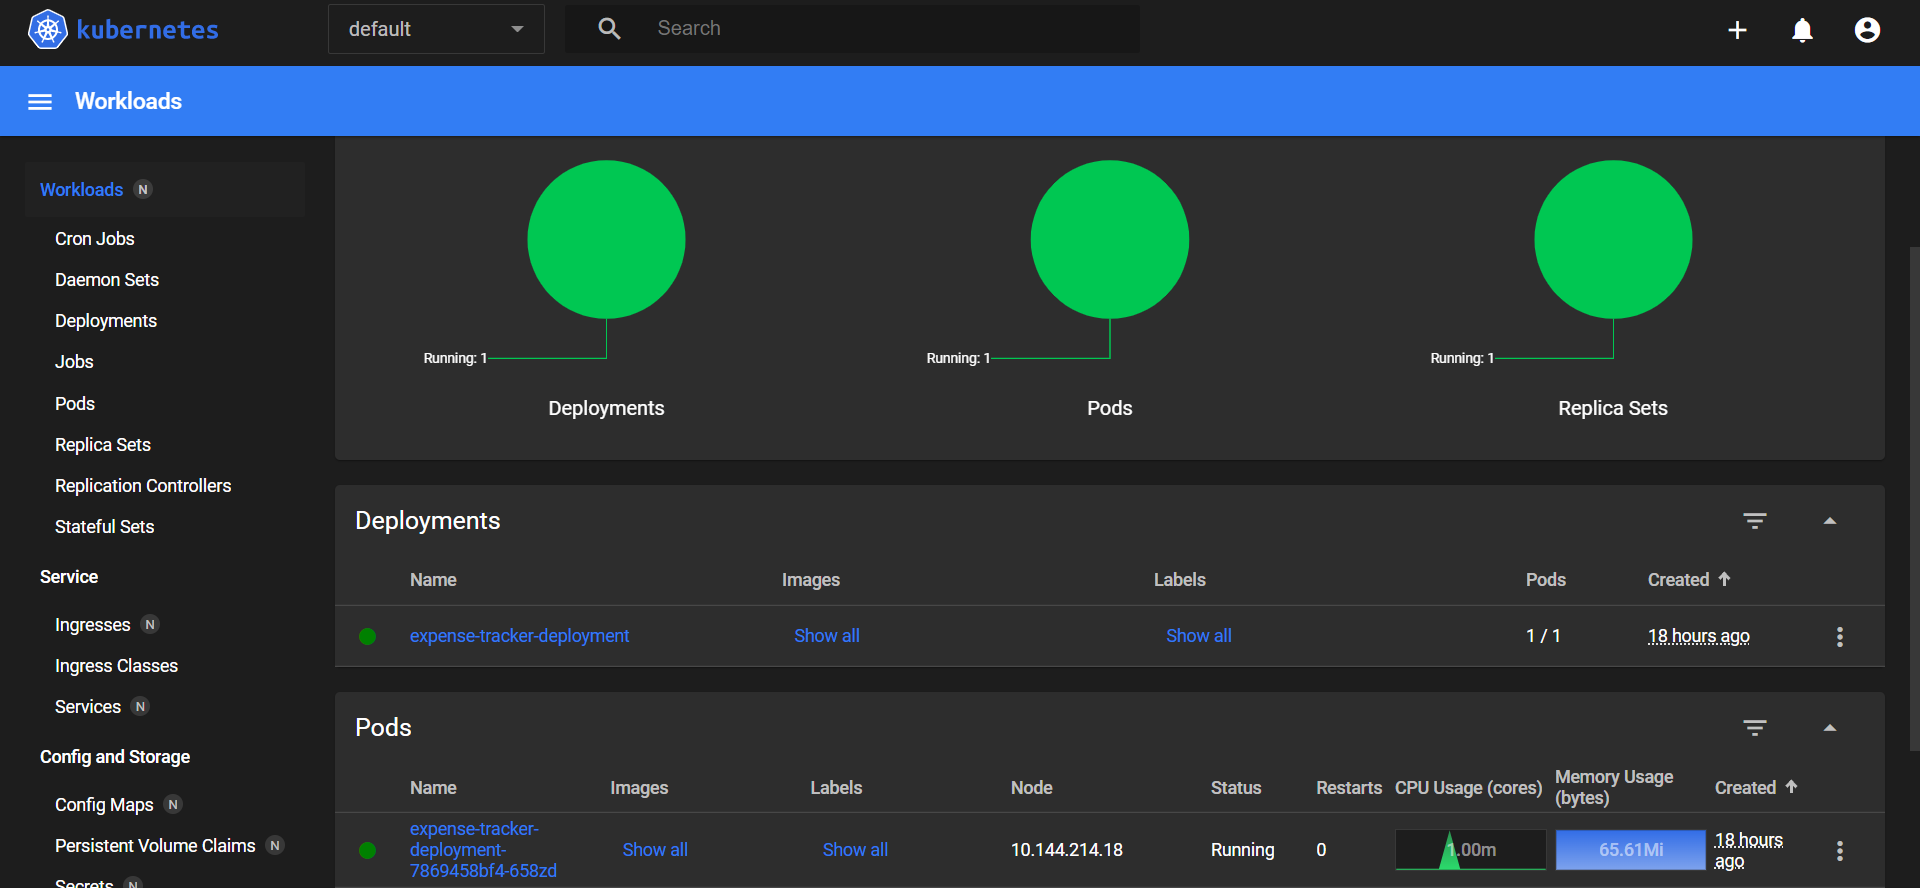 kubernetes
default
Search
Workloads
Workloads N
Cron Jobs
Daemon Sets
Deployments
Jobs
Pods
Replica Sets
Replication Controllers
Stateful Sets
Service
Ingresses N
Ingress Classes
Services N
Config and Storage
Config Maps N
Persistent Volume Claims N
Secrets N
Running: 1
Deployments
Running: 1
Pods
Running: 1
Replica Sets
Deployments
Name Images Labels Pods Created
expense-tracker-deployment Show all Show all 1 / 1 18 hours ago
Pods
Name Images Labels Node Status Restarts CPU Usage (cores) Memory Usage
(bytes) Created
expense-tracker-
deployment-
7869458bf4-658zd
Show all Show all 10.144.214.18 Running 0 1.00m 65.61Mi 18 hours
ago